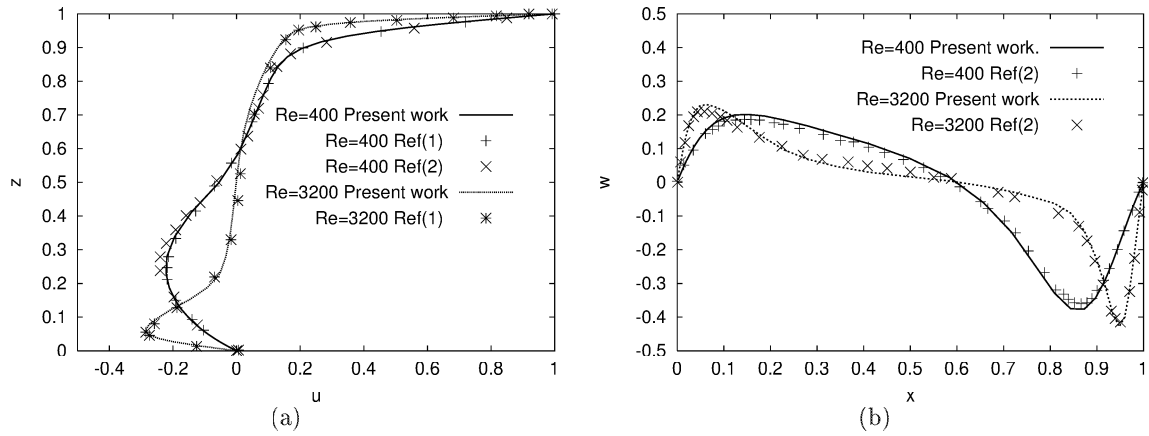 1
0.9
0.8
0.7
0.6
0.5
0.4
0.3
0.2
0.1
0
z
Re=400 Present work
Re=400 Ref(1)
Re=400 Ref(2)
Re=3200 Present work
Re=3200 Ref(1)
-0.4 -0.2 0 0.2 0.4 0.6 0.8 1
u
(a)
0.5
0.4
0.3
0.2
0.1
0
-0.1
-0.2
-0.3
-0.4
-0.5
w
Re=400 Present work.
Re=400 Ref(2)
Re=3200 Present work
Re=3200 Ref(2)
0 0.1 0.2 0.3 0.4 0.5 0.6 0.7 0.8 0.9 1
x
(b)